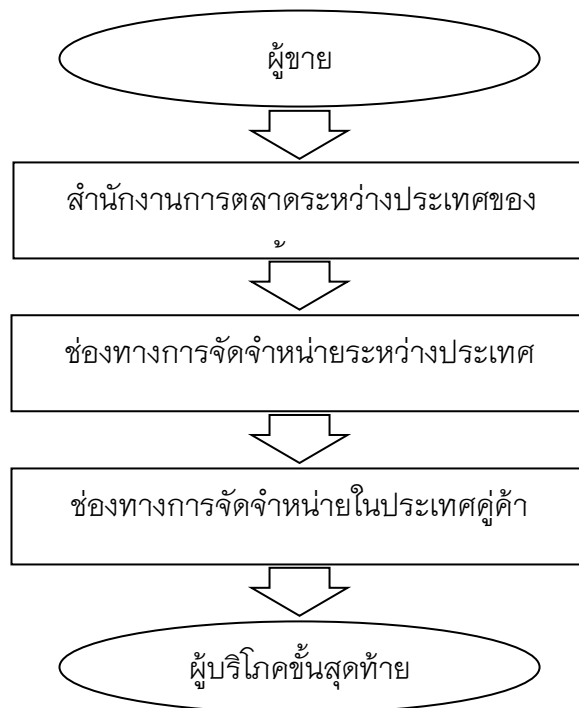 ผู้ขาย
สำนักงานการตลาดระหว่างประเทศของ
ช่องทางการจัดจำหน่ายระหว่างประเทศ
ช่องทางการจัดจำหน่ายในประเทศคู่ค้า
ผู้บริโภคขั้นสุดท้าย